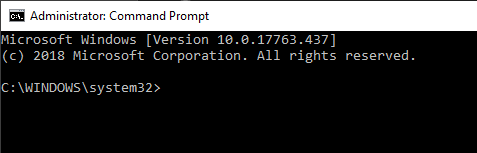 Administrator: Command Prompt
Microsoft Windows [Version 10.0.17763.437]
(c) 2018 Microsoft Corporation. All rights reserved.
C:\WINDOWS\system32>